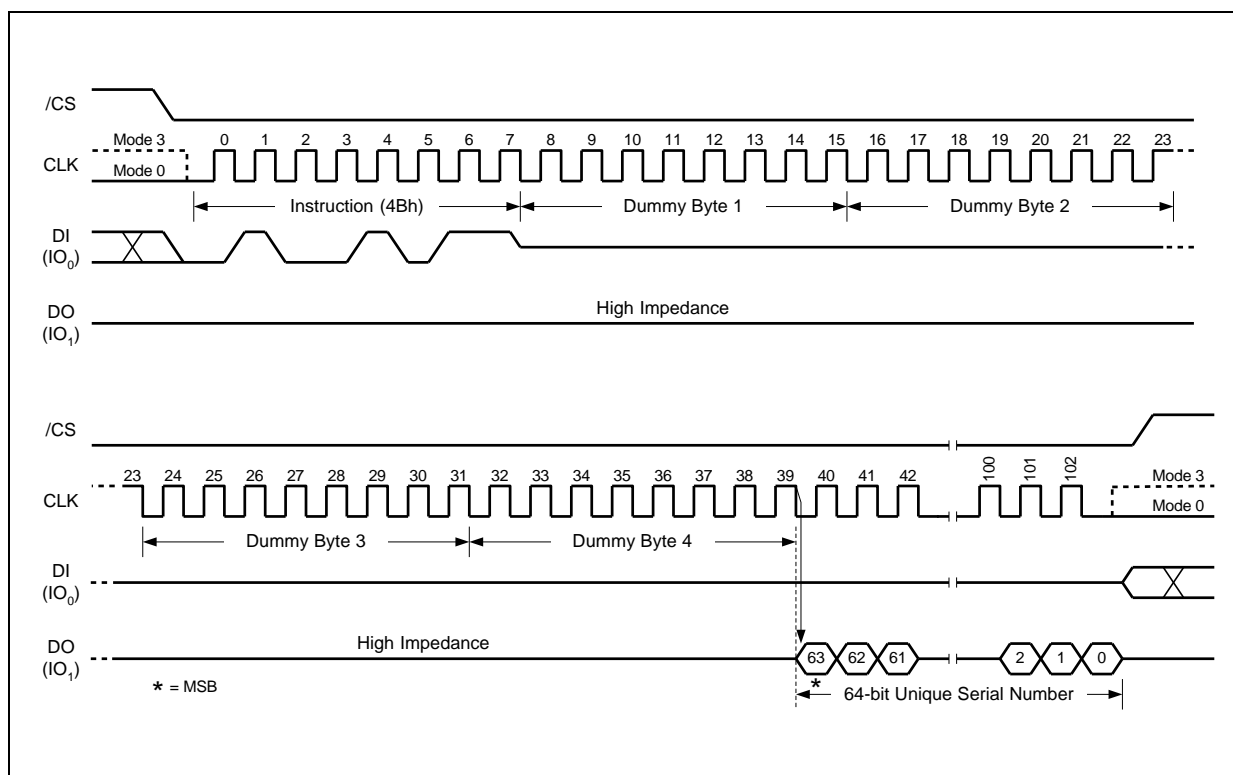 /CS
Mode 3
0 1 2 3 4 5 6 7 8 9 10 11 12 13 14 15 16 17 18 19 20 21 22 23
CLK
Mode 0
Instruction (4Bh) Dummy Byte 1 Dummy Byte 2
DI
(IO0)
High Impedance
DO
(IO1)
/CS
23 24 25 26 27 28 29 30 31 32 33 34 35 36 37 38 39 40 41 42 100 101 102
Mode 3
CLK
Mode 0
Dummy Byte 3 Dummy Byte 4
DI
(IO0)
High Impedance
DO
(IO1)
63 62 61 2 1 0
* = MSB
*
64-bit Unique Serial Number